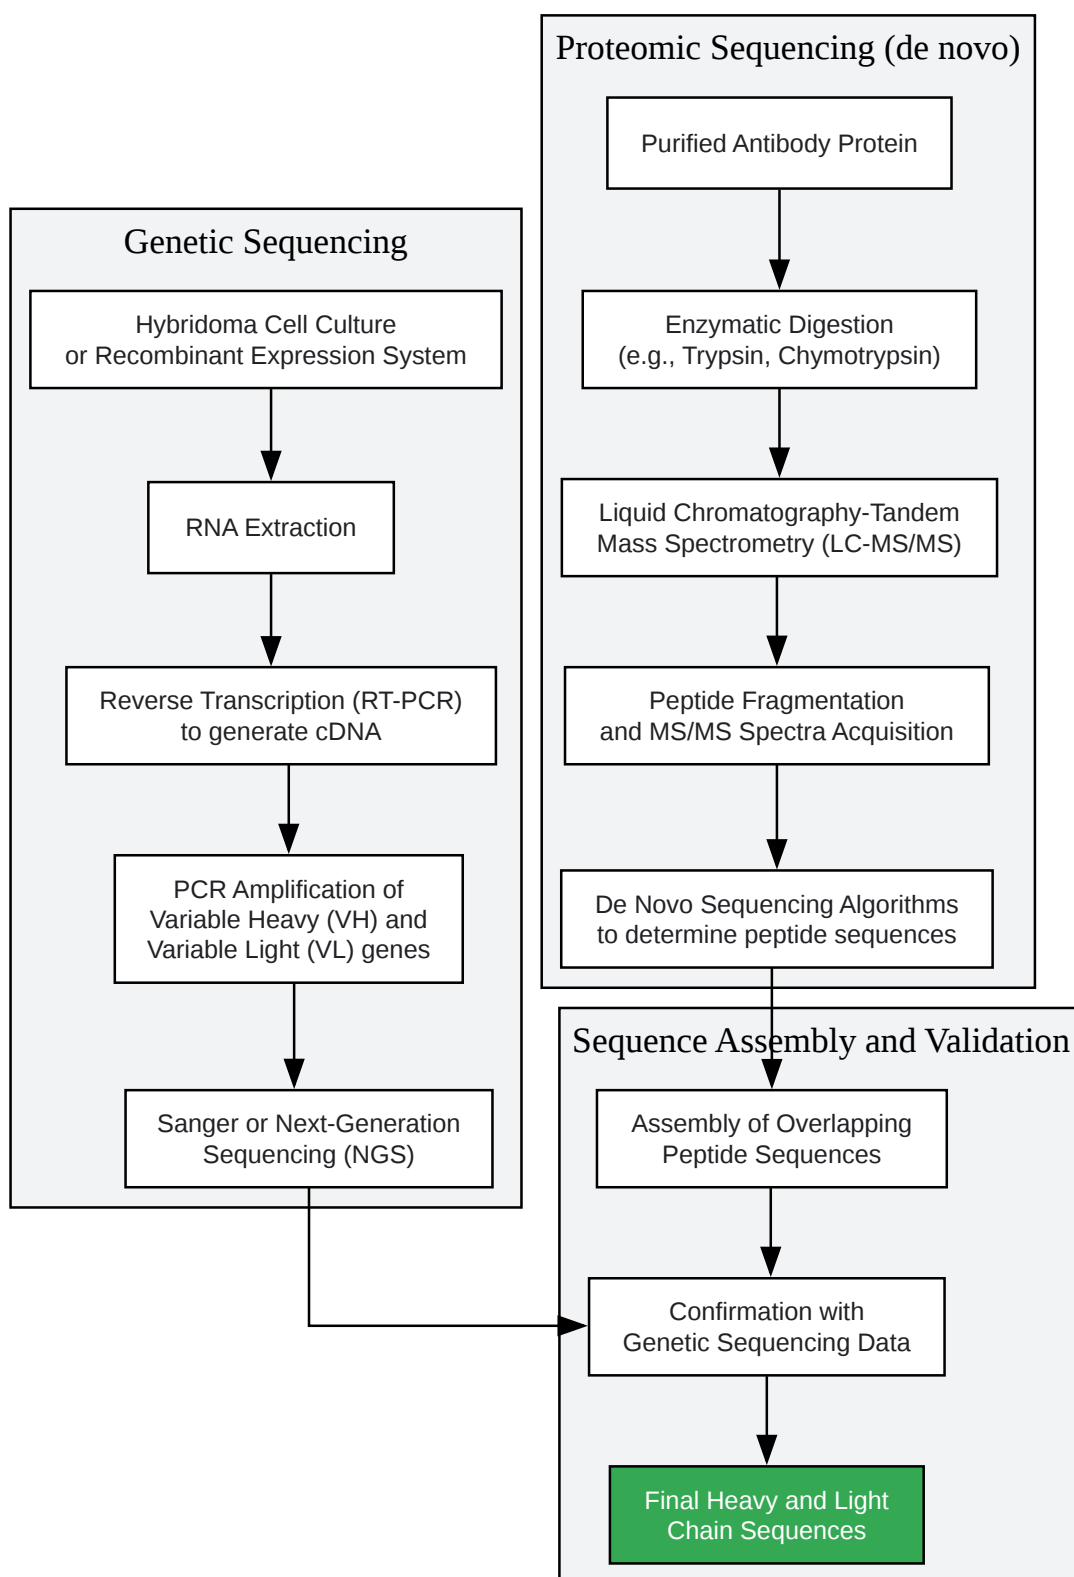 Proteomic Sequencing (de novo)
Purified Antibody Protein
Enzymatic Digestion
(e.g., Trypsin, Chymotrypsin)
Liquid Chromatography-Tandem
Mass Spectrometry (LC-MS/MS)
Peptide Fragmentation
and MS/MS Spectra Acquisition
De Novo Sequencing Algorithms
to determine peptide sequences
Genetic Sequencing
Hybridoma Cell Culture
or Recombinant Expression System
RNA Extraction
Reverse Transcription (RT-PCR)
to generate cDNA
PCR Amplification of
Variable Heavy (VH) and
Variable Light (VL) genes
Sanger or Next-Generation
Sequencing (NGS)
Sequence Assembly and Validation
Assembly of Overlapping
Peptide Sequences
Confirmation with
Genetic Sequencing Data
Final Heavy and Light
Chain Sequences